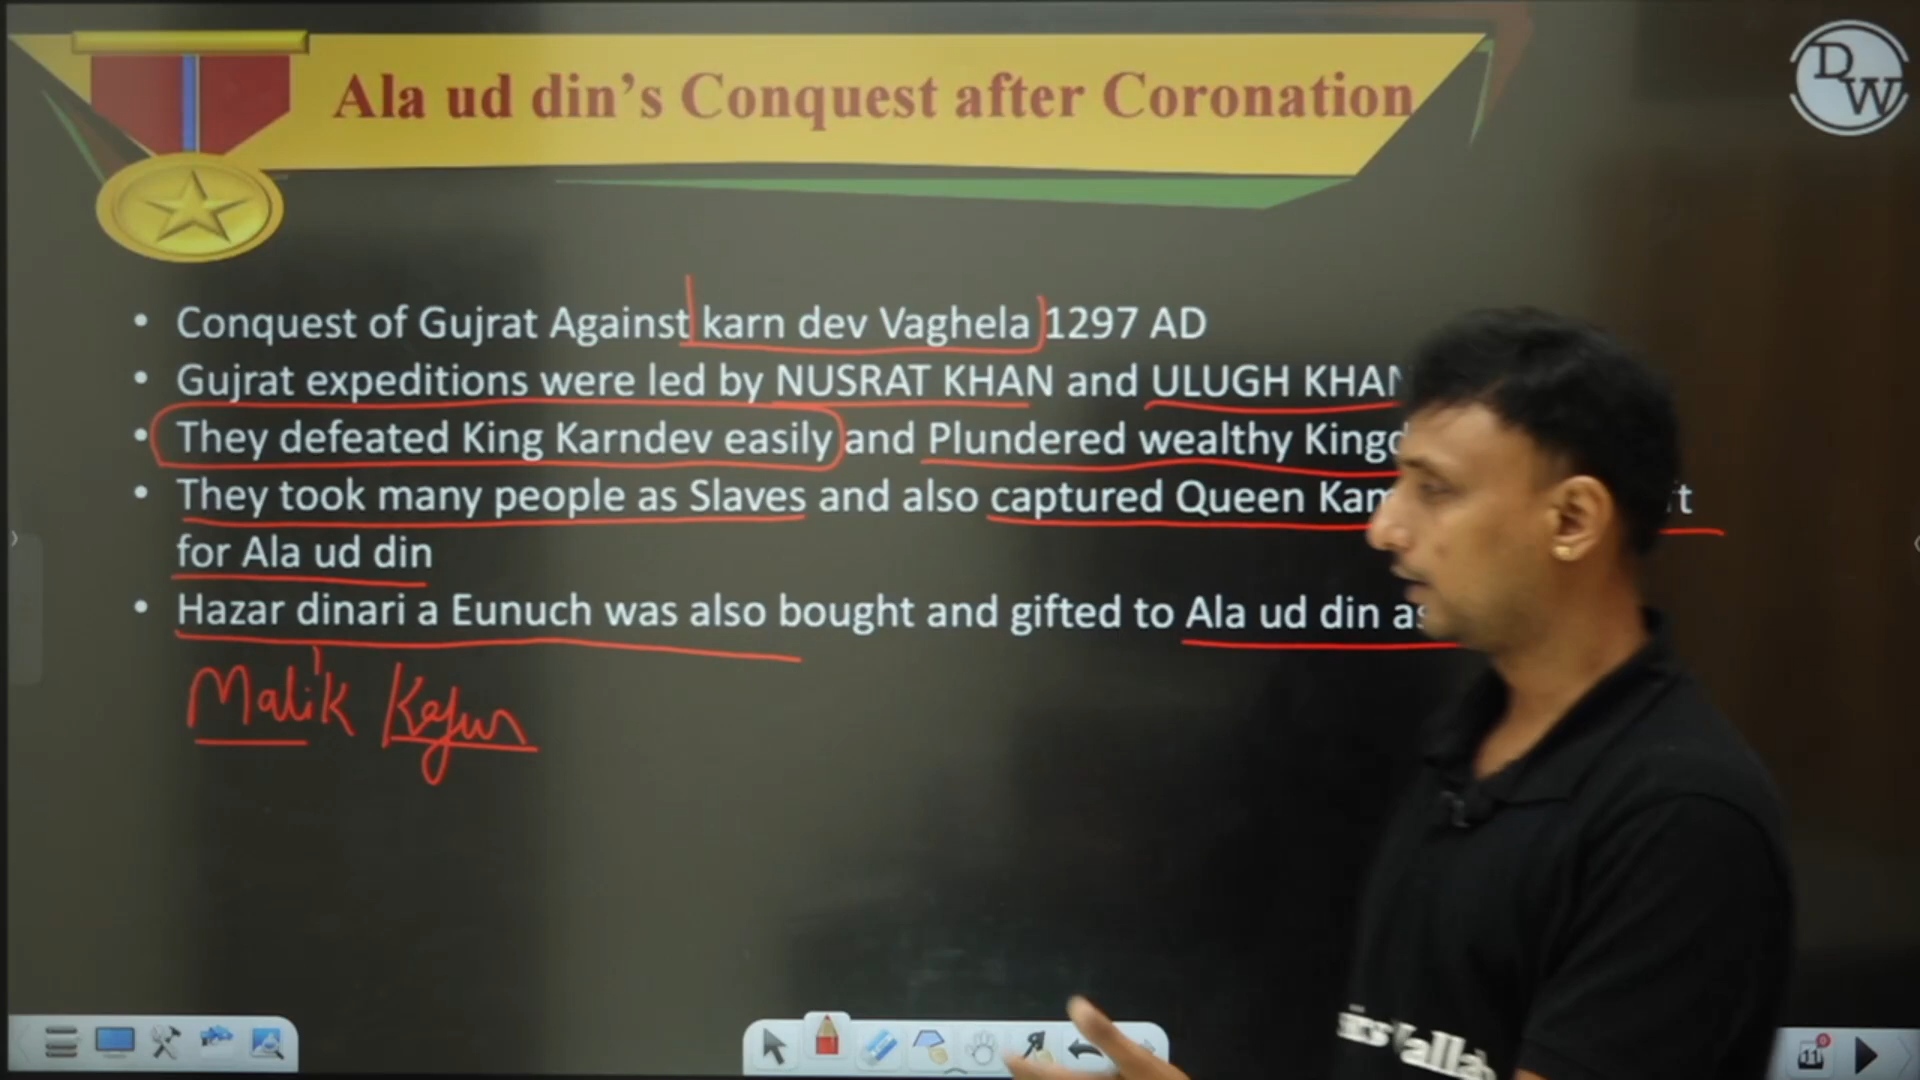 Ala ud din's Conquest after Coronation
DW
• Conquest of Gujrat Against karn dev Vaghela 1297 AD
• Gujrat expeditions were led by NUSRAT KHAN and ULUGH KHAN
• They defeated King Karndev easily and Plundered wealthy
• They took many people as Slaves and also captured Queen
for Ala ud din
• Hazar dinari a Eunuch was also bought and gifted to Ala ud din as
Malik Kafur
11